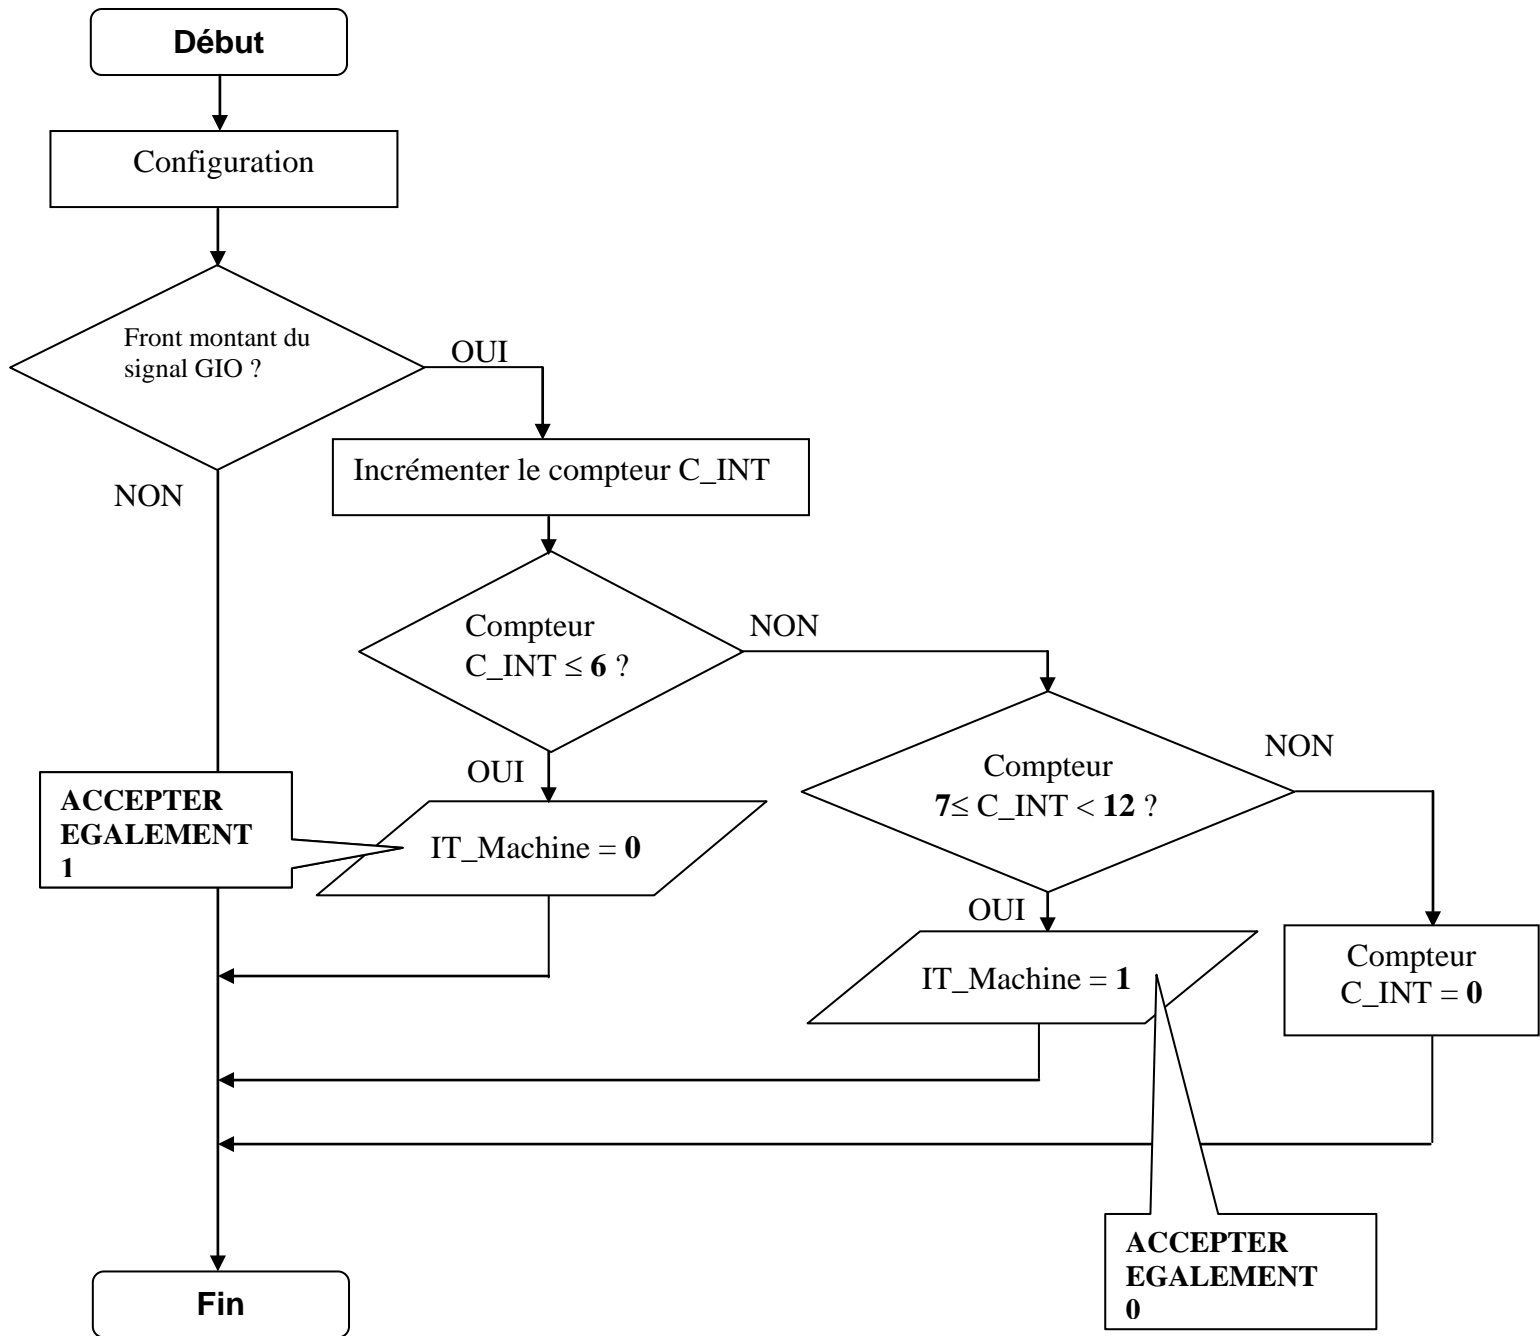 Début
Configuration
Front montant du
signal GIO ?
OUI
NON
Incrémenter le compteur C_INT
Compteur
C_INT ≤ 6 ?
NON
OUI
Compteur
7≤ C_INT < 12 ?
NON
OUI
ACCEPTER
EGALEMENT
1
IT_Machine = 0
IT_Machine = 1
Compteur
C_INT = 0
ACCEPTER
EGALEMENT
0
Fin